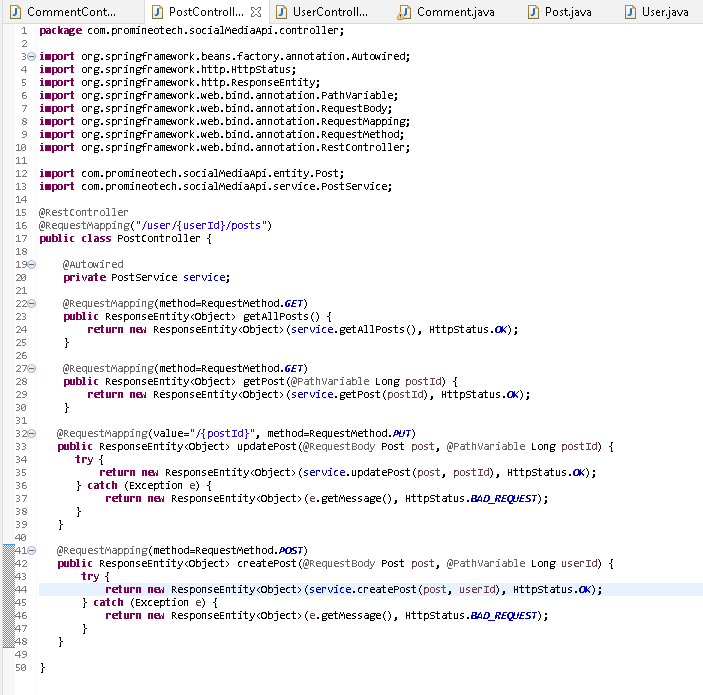 CommentCont... PostControll... UserControll... Comment.java Post.java User.java
1 package com.promineotech.socialMediaApi.controller;
2
3 import org.springframework.beans.factory.annotation.Autowired;
4 import org.springframework.http.HttpStatus;
5 import org.springframework.http.ResponseEntity;
6 import org.springframework.web.bind.annotation.PathVariable;
7 import org.springframework.web.bind.annotation.RequestBody;
8 import org.springframework.web.bind.annotation.RequestMapping;
9 import org.springframework.web.bind.annotation.RequestMethod;
10 import org.springframework.web.bind.annotation.RestController;
11
12 import com.promineotech.socialMediaApi.entity.Post;
13 import com.promineotech.socialMediaApi.service.PostService;
14
15 @RestController
16 @RequestMapping("/user/{userId}/posts")
17 public class PostController {
18
19 @Autowired
20 private PostService service;
21
22 @RequestMapping(method=RequestMethod.GET)
23 public ResponseEntity<Object> getAllPosts() {
24 return new ResponseEntity<Object>(service.getAllPosts(), HttpStatus.OK);
25 }
26
27 @RequestMapping(method=RequestMethod.GET)
28 public ResponseEntity<Object> getPost(@PathVariable Long postId) {
29 return new ResponseEntity<Object>(service.getPost(postId), HttpStatus.OK);
30 }
31
32 @RequestMapping(value="/{postId}", method=RequestMethod.PUT)
33 public ResponseEntity<Object> updatePost(@RequestBody Post post, @PathVariable Long postId) {
34 try {
35 return new ResponseEntity<Object>(service.updatePost(post, postId), HttpStatus.OK);
36 } catch (Exception e) {
37 return new ResponseEntity<Object>(e.getMessage(), HttpStatus.BAD_REQUEST);
38 }
39 }
40
41 @RequestMapping(method=RequestMethod.POST)
42 public ResponseEntity<Object> createPost(@RequestBody Post post, @PathVariable Long userId) {
43 try {
44 return new ResponseEntity<Object>(service.createPost(post, userId), HttpStatus.OK);
45 } catch (Exception e) {
46 return new ResponseEntity<Object>(e.getMessage(), HttpStatus.BAD_REQUEST);
47 }
48 }
49
50 }